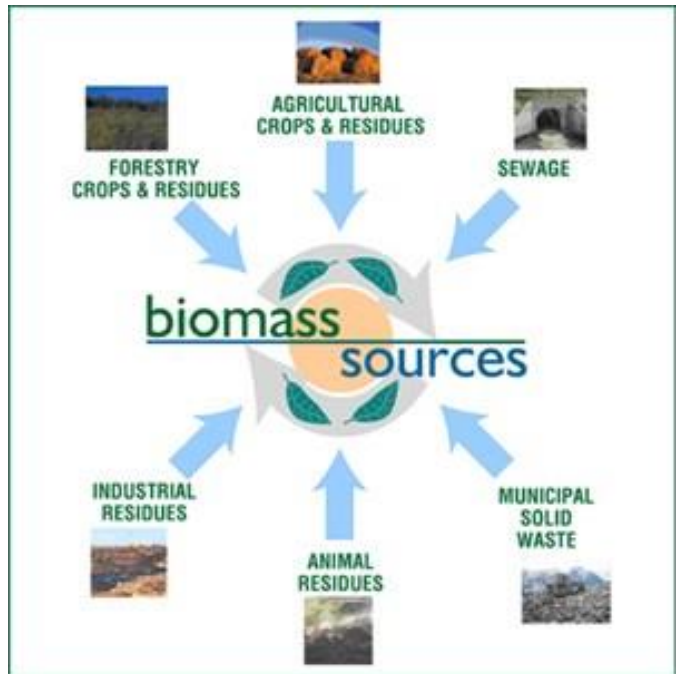 AGRICULTURAL
CROPS & RESIDUES
FORESTRY
CROPS & RESIDUES
SEWAGE
biomass
sources
INDUSTRIAL
RESIDUES
ANIMAL
RESIDUES
MUNICIPAL
SOLID
WASTE